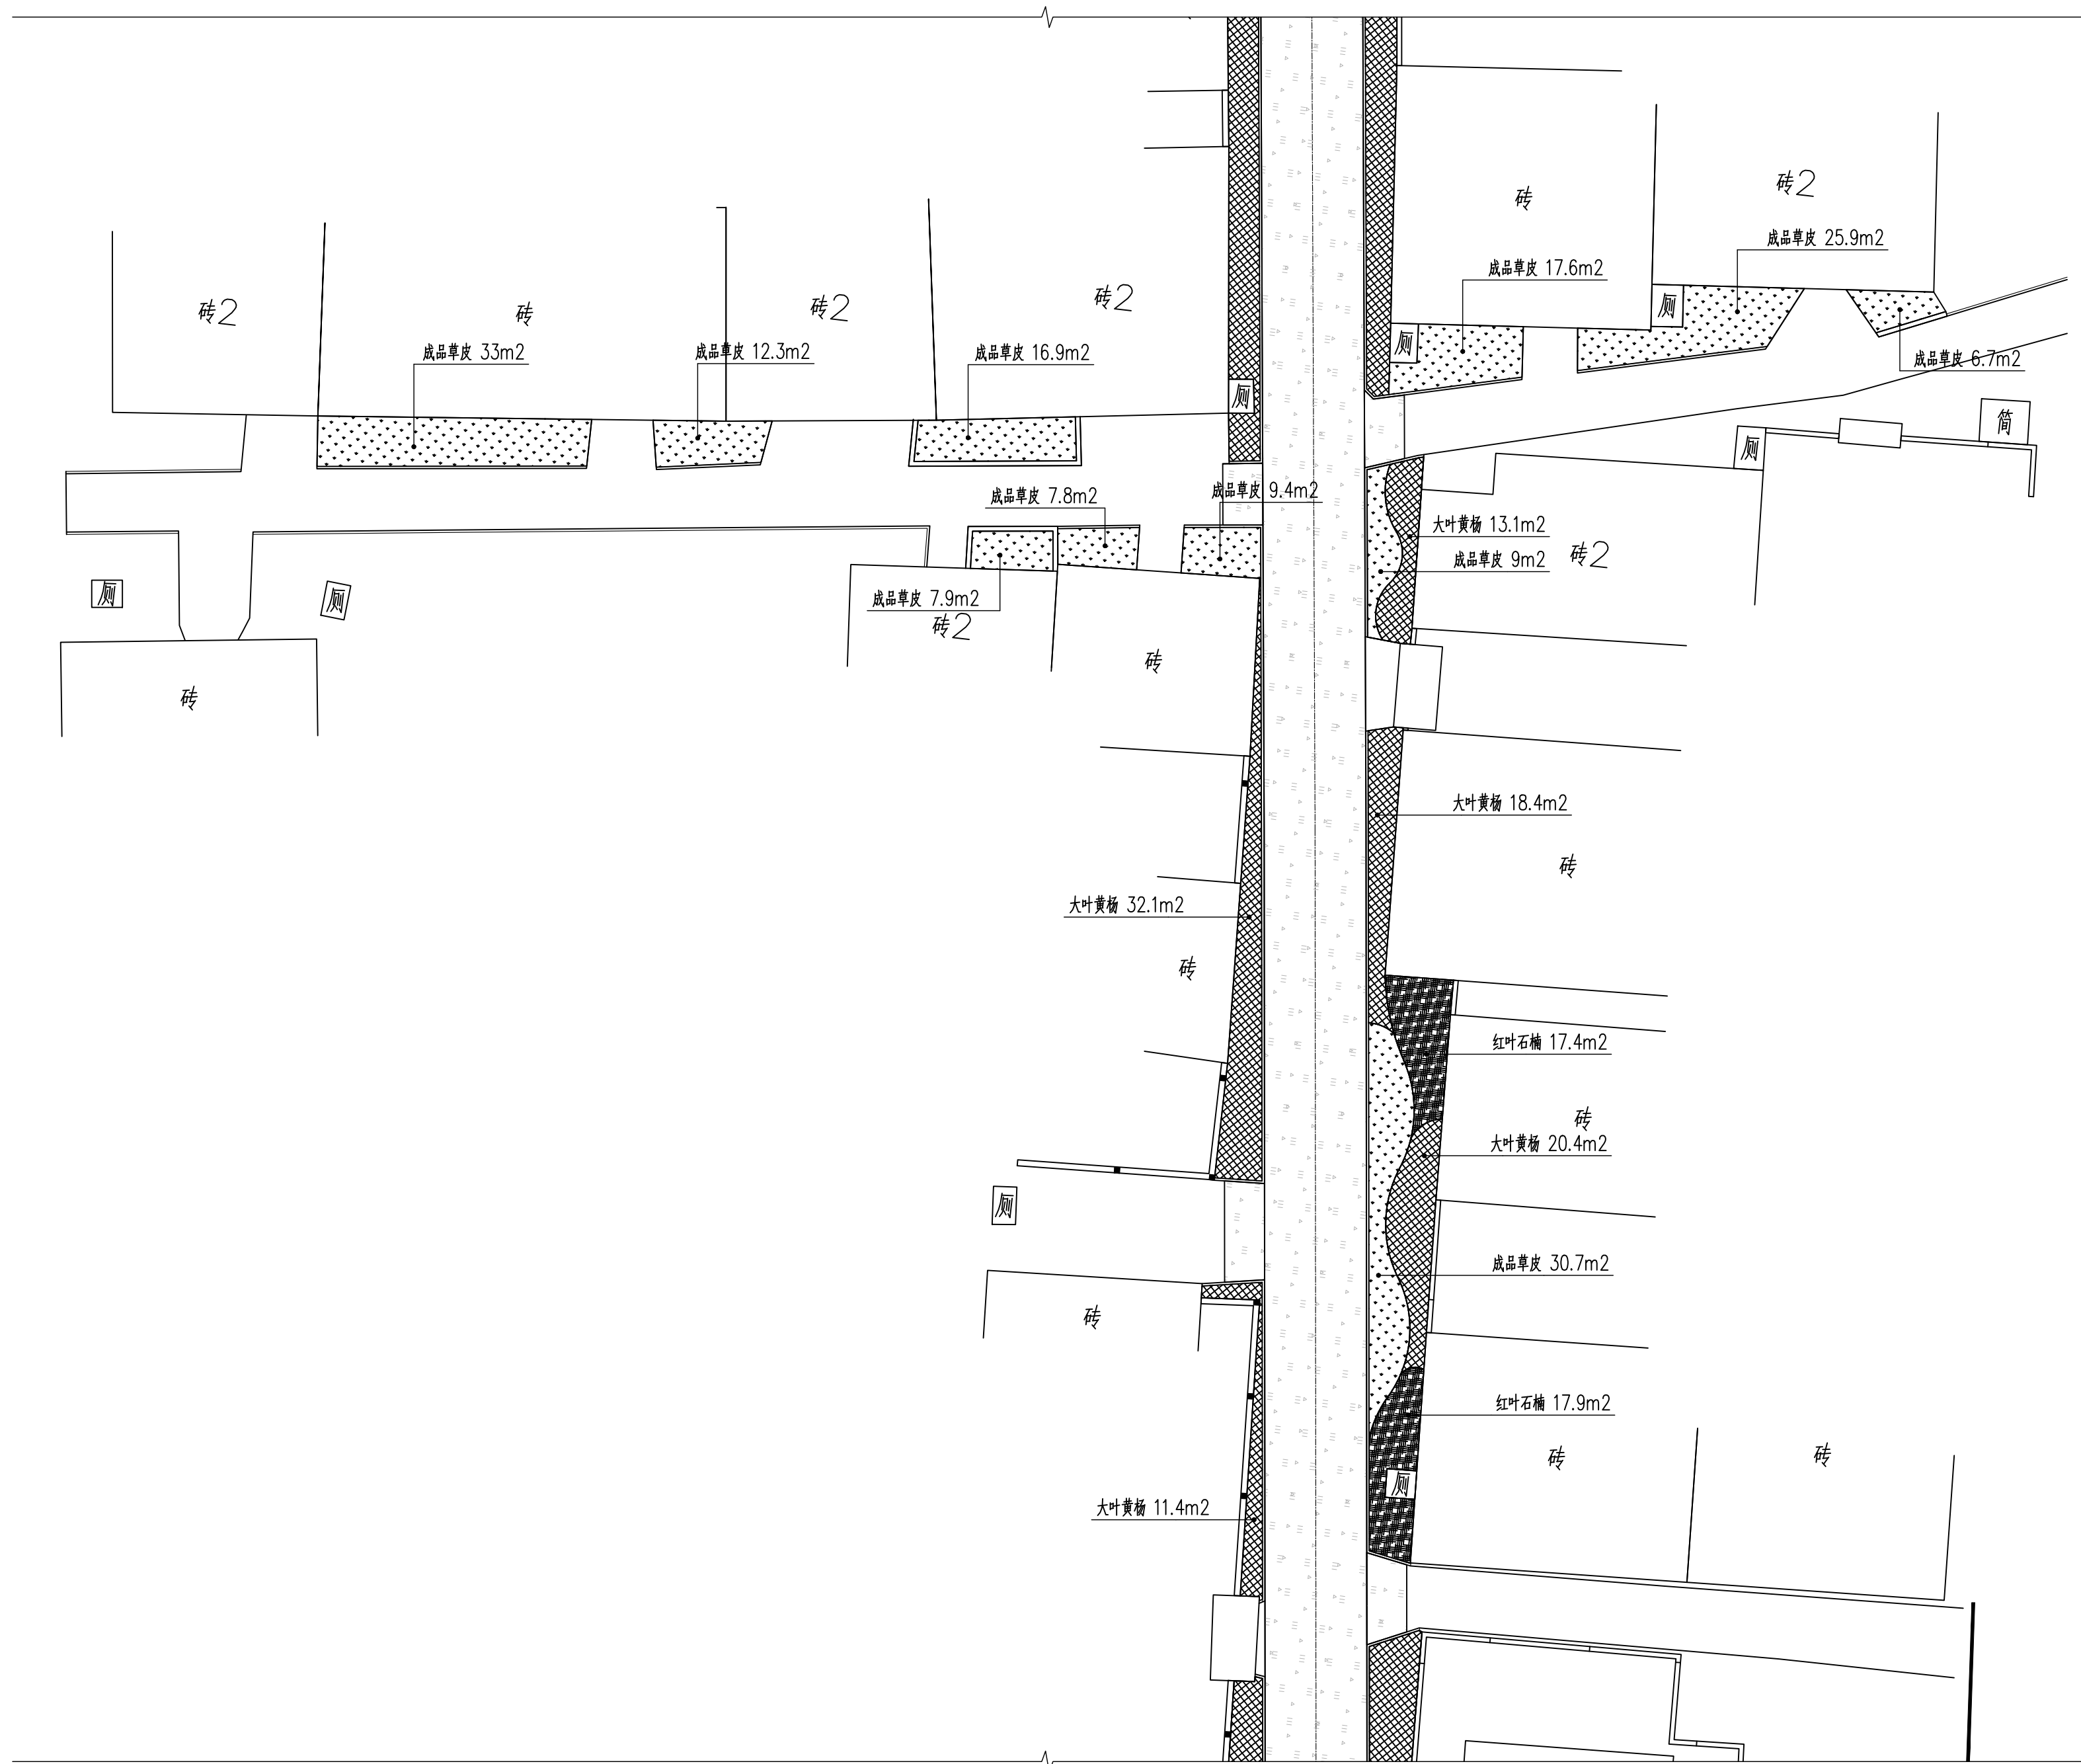 砖2
砖
成品草皮 25.9m2
成品草皮 17.6m2
砖2
砖
砖2
砖2
厕
厕
成品草皮 33m2
成品草皮 12.3m2
成品草皮 16.9m2
成品草皮 6.7m2
厕
简
厕
成品草皮 7.8m2
成品草皮 9.4m2
大叶黄杨 13.1m2
成品草皮 9m2
砖2
厕
厕
成品草皮 7.9m2
砖2
砖
砖
大叶黄杨 18.4m2
砖
大叶黄杨 32.1m2
砖
红叶石楠 17.4m2
砖
大叶黄杨 20.4m2
厕
成品草皮 30.7m2
砖
红叶石楠 17.9m2
砖
砖
厕
大叶黄杨 11.4m2